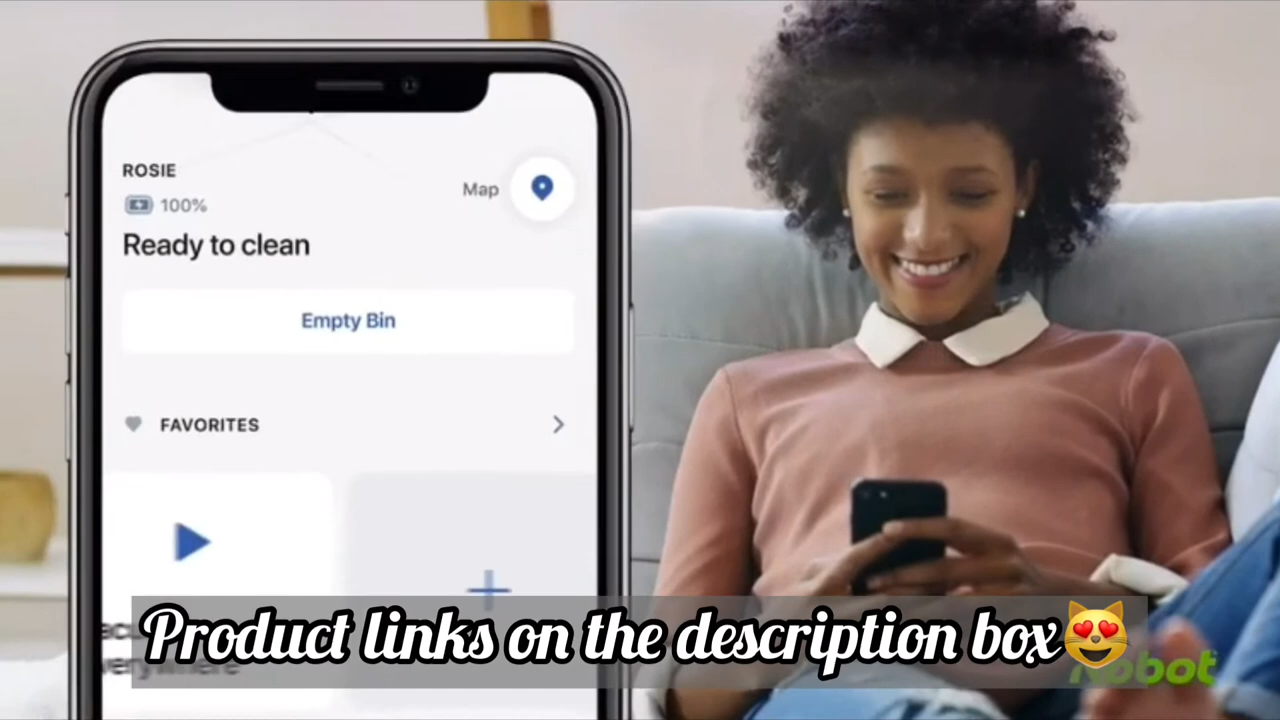 ROSIE
100%
Map
Ready to clean
Empty Bin
FAVORITES
Product links on the description box😻